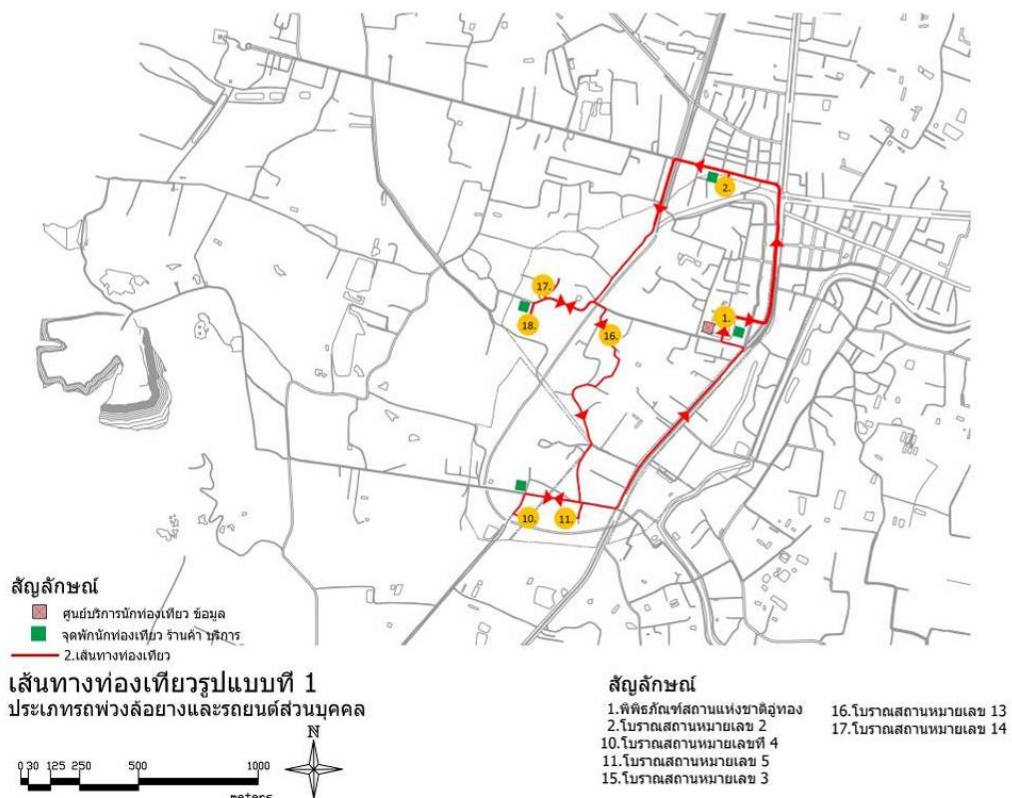 2.
17.
1.
18.
16.
10.
11.
สัญลักษณ์
ศูนย์บริการนักท่องเที่ยว ข้อมูล
จุดพักนักท่องเที่ยว ร้านค้า บริการ
2.เส้นทางท่องเที่ยว
เส้นทางท่องเที่ยวรูปแบบที่ 1
ประเภทรถพ่วงล้อยางและรถยนต์ส่วนบุคคล
N
0 30 125 250 500 1000
meters
สัญลักษณ์
1.พิพิธภัณฑ์สถานแห่งชาติอู่ทอง
2.โบราณสถานหมายเลข 2
10.โบราณสถานหมายเลขที่ 4
11.โบราณสถานหมายเลข 5
15.โบราณสถานหมายเลข 3
16.โบราณสถานหมายเลข 13
17.โบราณสถานหมายเลข 14